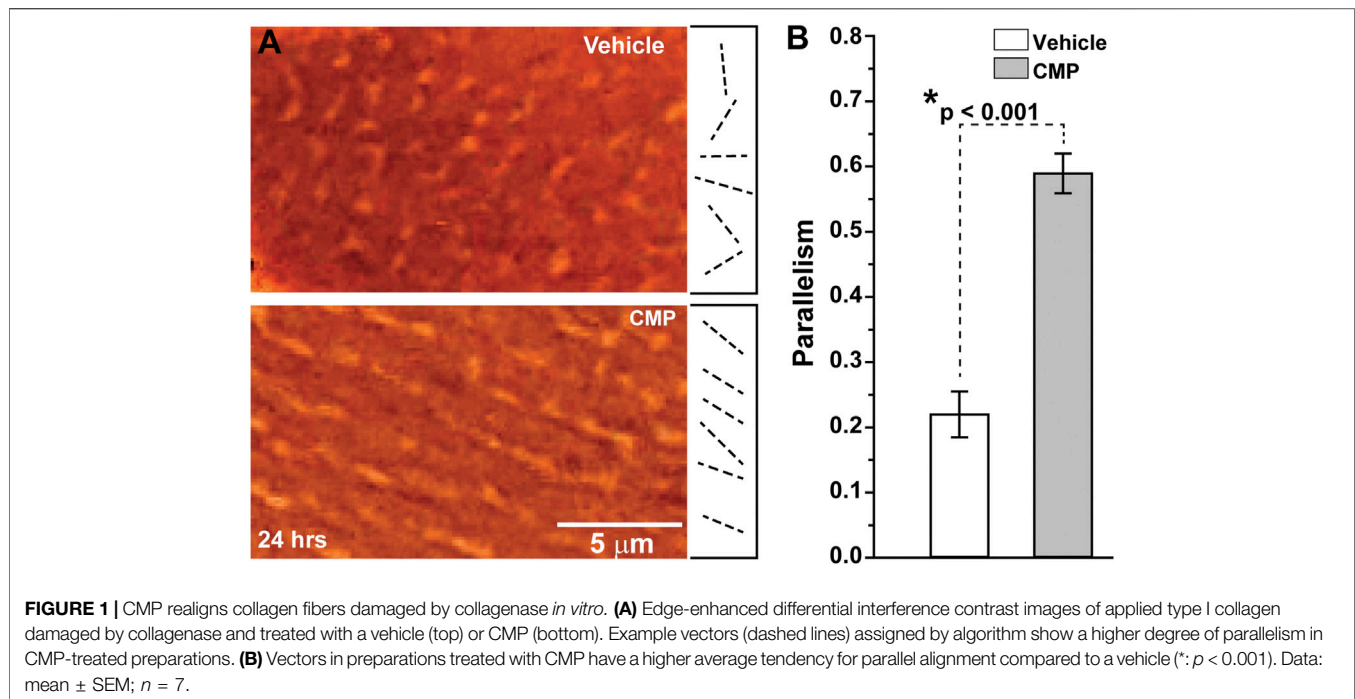 A
Vehicle
CMP
24 hrs
5 μm
B
Vehicle
CMP
* p < 0.001
Parallelism
0.8
0.7
0.6
0.5
0.4
0.3
0.2
0.1
0.0
FIGURE 1 | CMP realigns collagen fibers damaged by collagenase in vitro. (A) Edge-enhanced differential interference contrast images of applied type I collagen
damaged by collagenase and treated with a vehicle (top) or CMP (bottom). Example vectors (dashed lines) assigned by algorithm show a higher degree of parallelism in
CMP-treated preparations. (B) Vectors in preparations treated with CMP have a higher average tendency for parallel alignment compared to a vehicle (*: p < 0.001). Data:
mean ± SEM; n = 7.